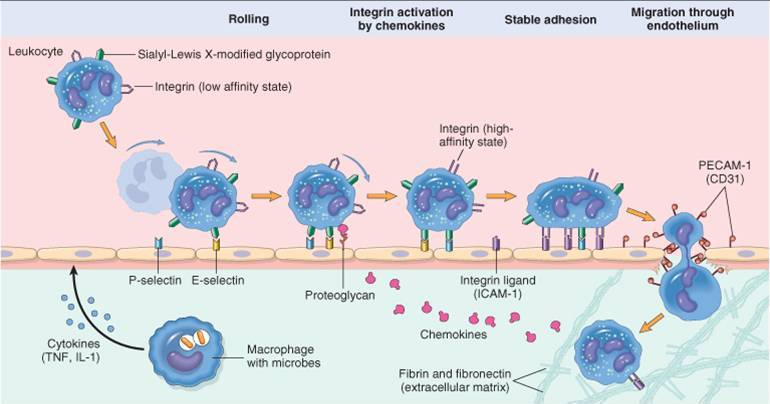 Rolling
Integrin activation
by chemokines
Stable adhesion
Migration through
endothelium
Leukocyte
Sialyl-Lewis X-modified glycoprotein
Integrin (low affinity state)
Integrin (high-
affinity state)
PECAM-1
(CD31)
P-selectin
E-selectin
Proteoglycan
Integrin ligand
(ICAM-1)
Cytokines
(TNF, IL-1)
Macrophage
with microbes
Chemokines
Fibrin and fibronectin
(extracellular matrix)